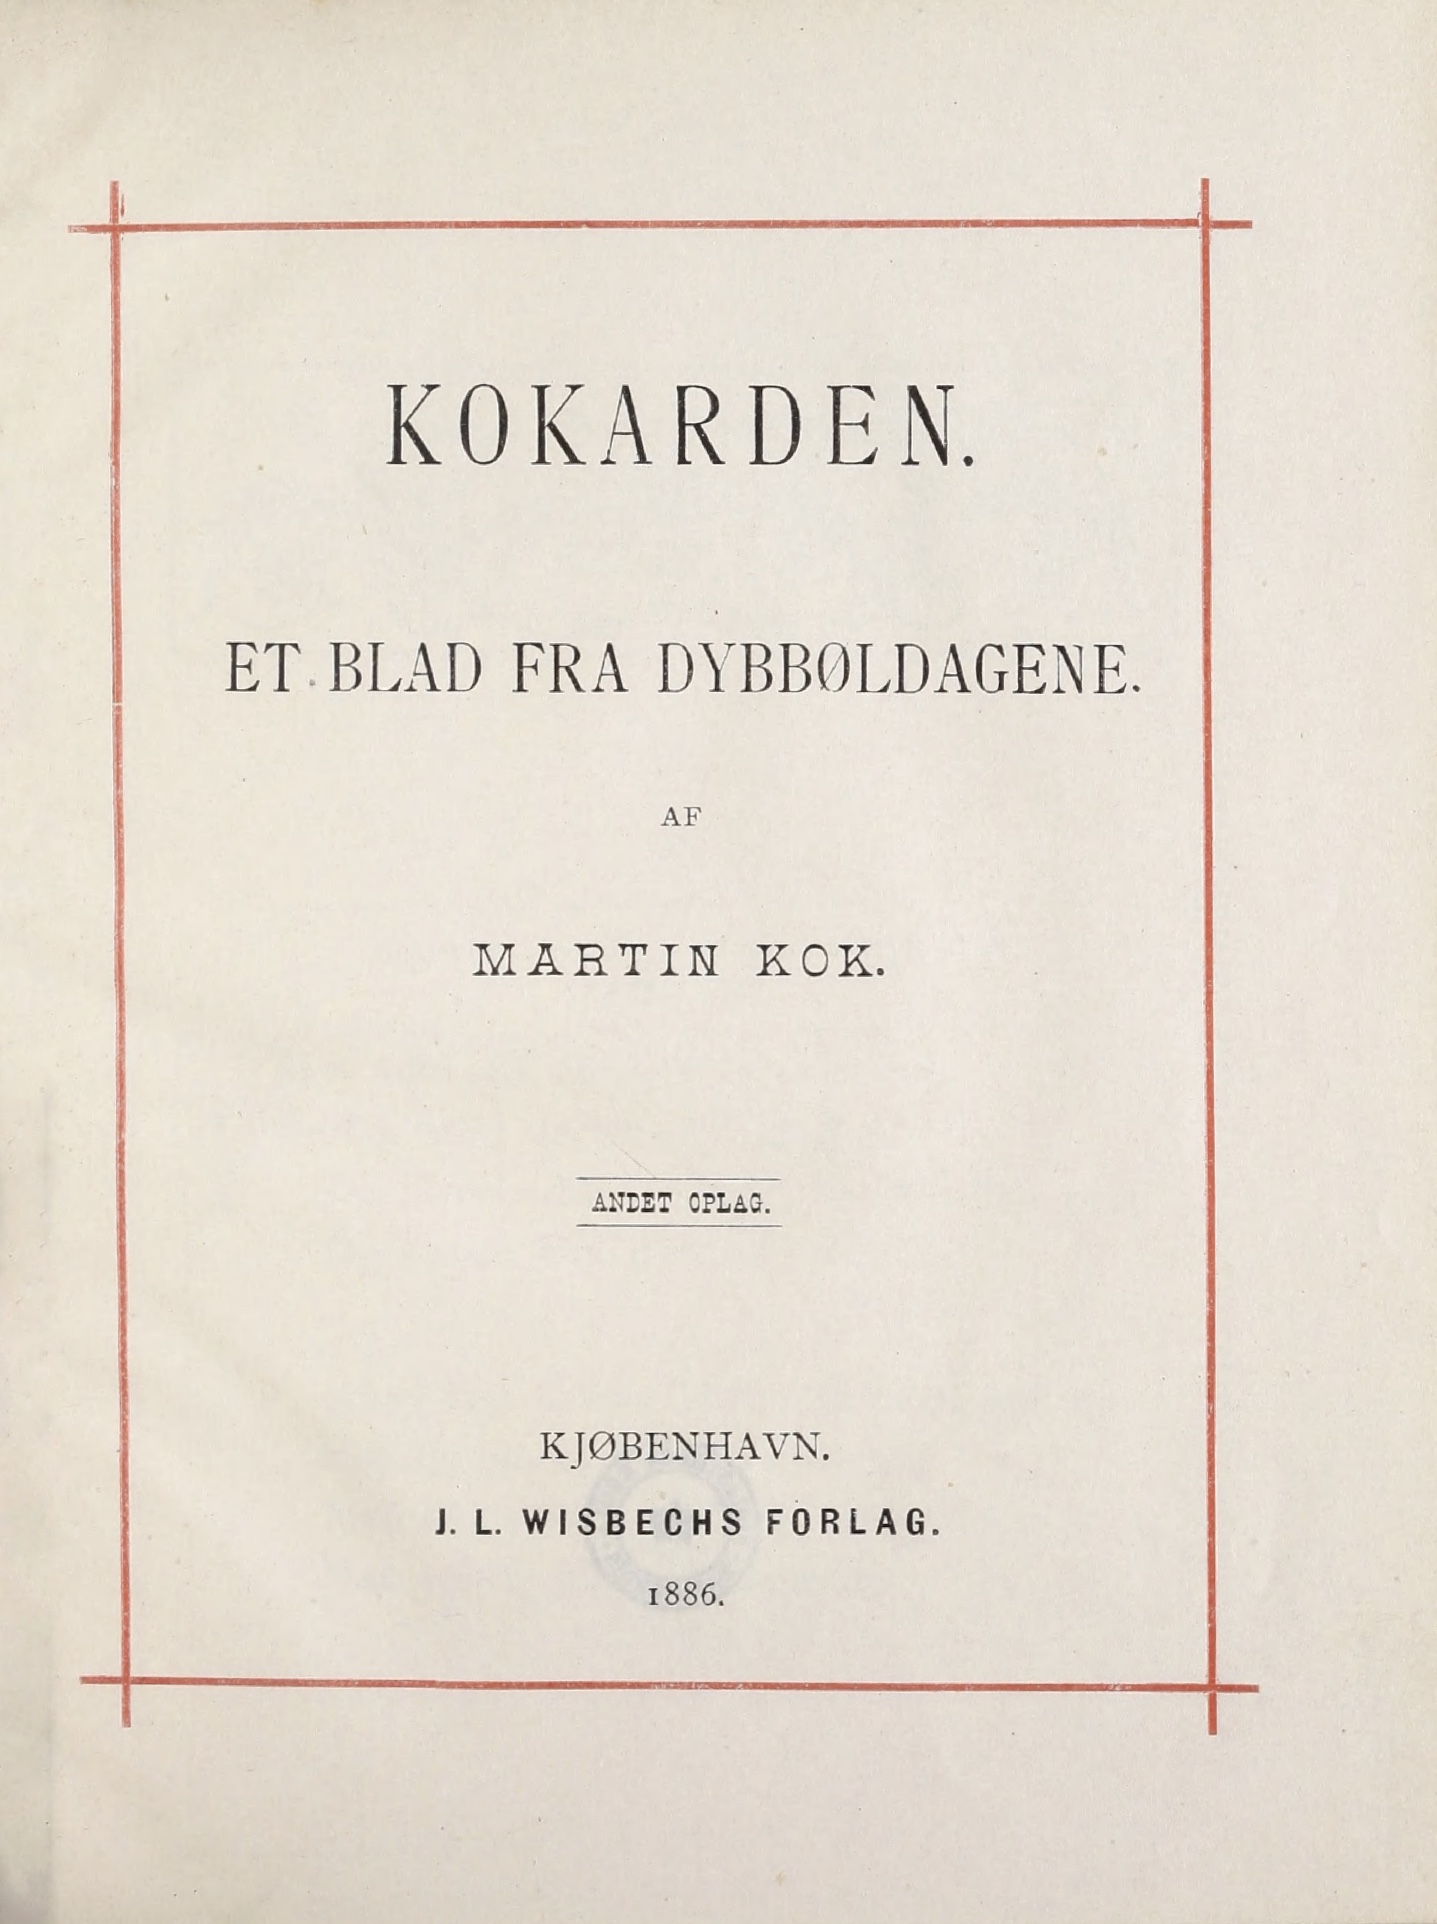 KOKARDEN.
ET BLAD FRA DYBBØLDAGENE.
AF
MARTIN KOK.
ANDET OPLAG.
KJØBENHAVN.
J. L. WISBECHS FORLAG.
1886.